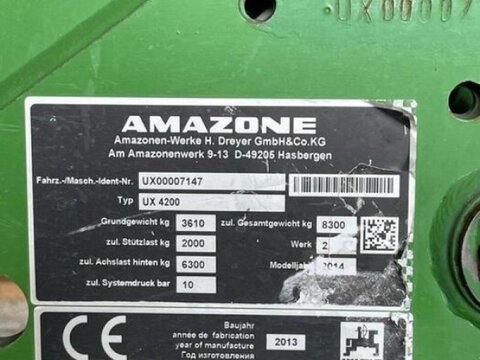 UX00007
AMAZONE
Amazonen-Werke H. Dreyer GmbH&Co.KG
Am Amazonenwerk 9-13 D-49205 Hasbergen
Fahrz.-/Masch.-Ident-Nr. UX00007147
Typ UX 4200
Grundgewicht kg 3610 zul. Gesamtgewicht kg 8300
zul. Stützlast kg 2000 Werk 2
zul. Achslast hinten kg 6300 Modelljahr 2014
zul. Systemdruck bar 10
CE
Baujahr
année de fabrication
year of manufacture 2013
Год изготовления